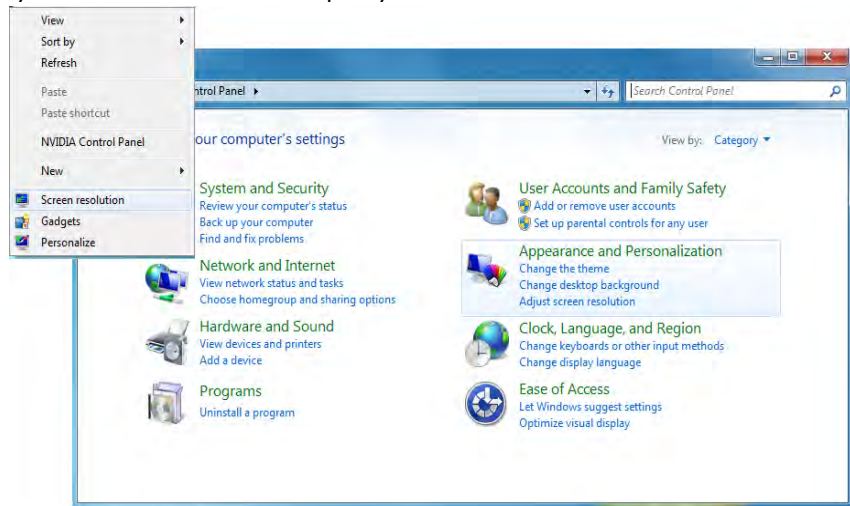 View
Sort by
Refresh
Paste
Paste shortcut
NVIDIA Control Panel
New
Screen resolution
Gadgets
Personalize
ntrol Panel
Search Control Panel
our computer's settings
View by: Category
System and Security
Review your computer's status
Back up your computer
Find and fix problems
Network and Internet
View network status and tasks
Choose homegroup and sharing options
Hardware and Sound
View devices and printers
Add a device
Programs
Uninstall a program
User Accounts and Family Safety
Add or remove user accounts
Set up parental controls for any user
Appearance and Personalization
Change the theme
Change desktop background
Adjust screen resolution
Clock, Language, and Region
Change keyboards or other input methods
Change display language
Ease of Access
Let Windows suggest settings
Optimize visual display